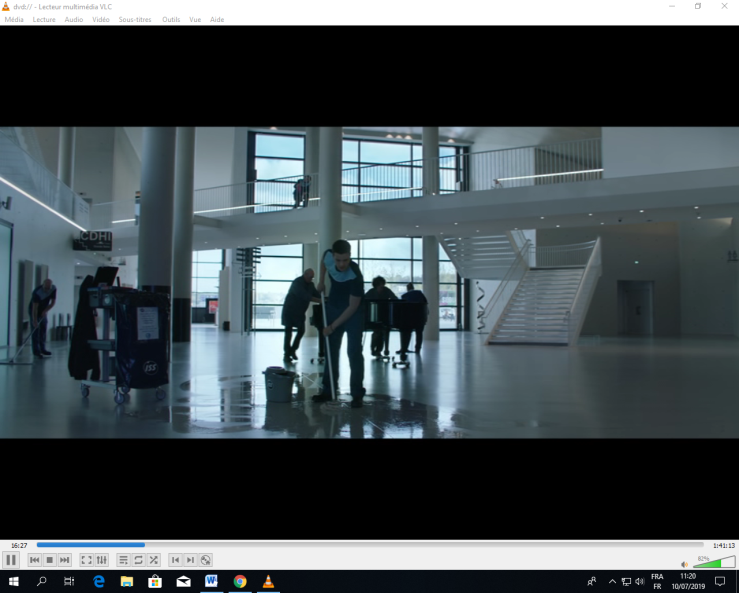 dvd:// - Lecteur multimédia VLC
Média Lecture Audio Vidéo Sous-titres Outils Vue Aide
CDHI
ISS
16:27
1:41:13
92%
FRA
11:20
FR
10/07/2019